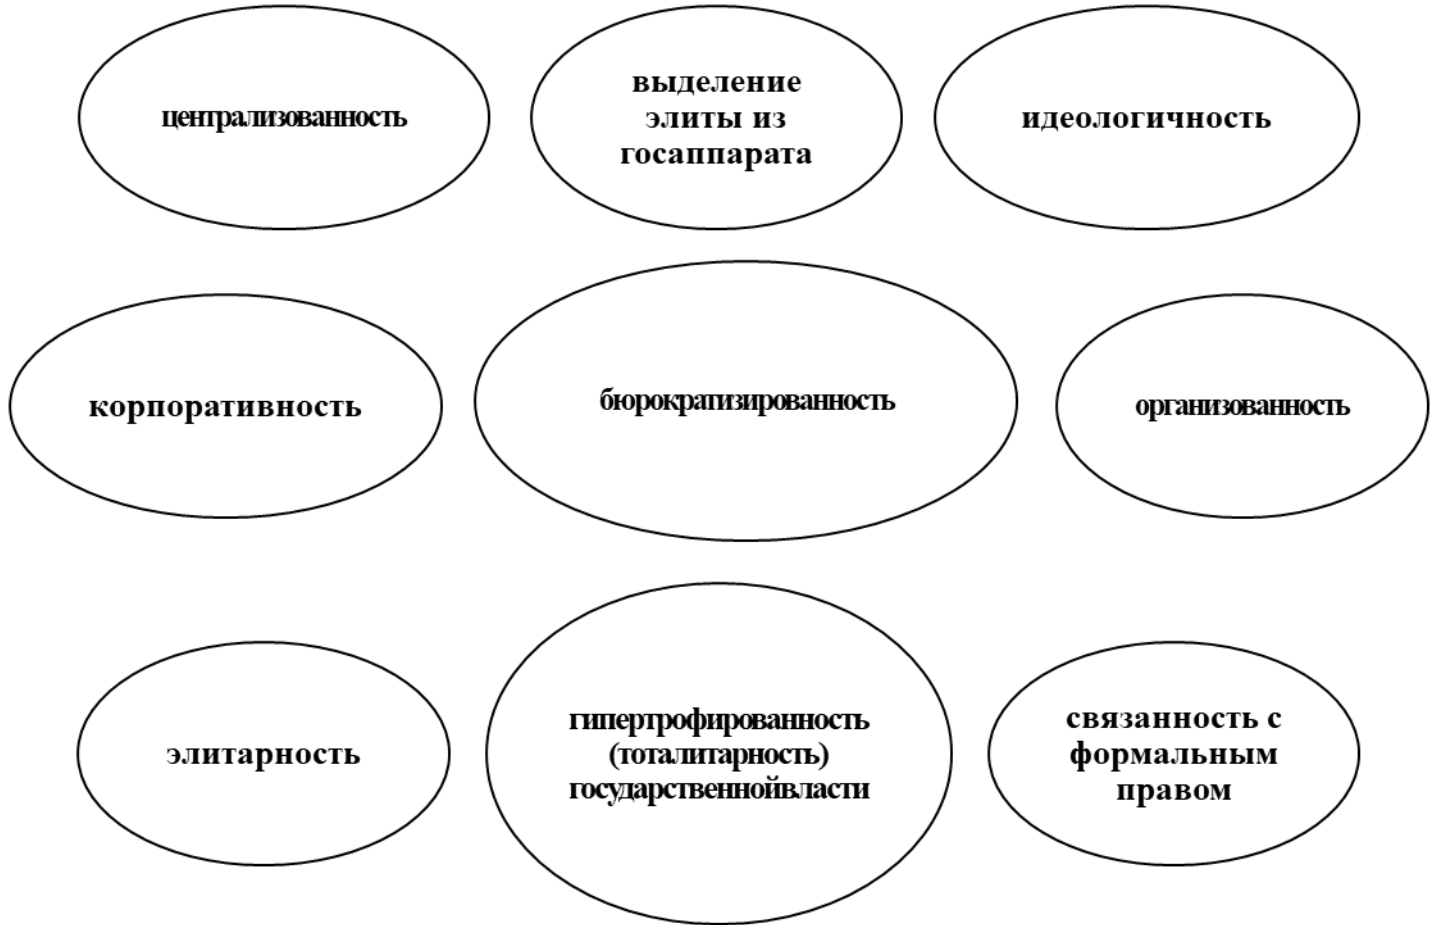 централизованность
выделение
элиты из
госаппарата
идеологичность
корпоративность
бюрократизированность
организованность
элитарность
гипертрофированность
(тоталитарность)
государственнойвласти
связанность с
формальным
правом